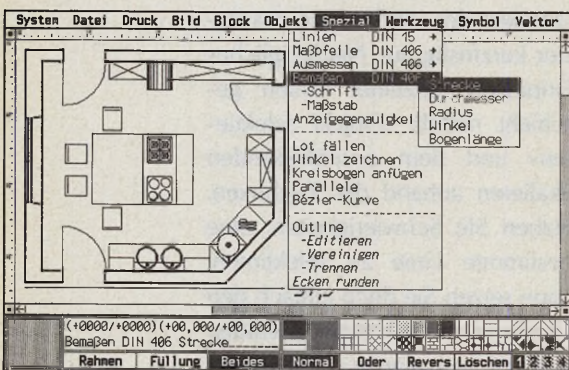 System Datei Druck Bild Block Objekt Spezial Werkzeug Symbol Vektor
Linien DIN 15
Maßpfeile DIN 406
Ausmessen DIN 406
Bemaßen DIN 406
-Schrift
-Maßstab
Anzeigegenauigkei
Strecke
Durchmesser
Radius
Winkel
Bogenlänge
Lot fällen
Winkel zeichnen
Kreisbogen anfügen
Parallele
Bézier-Kurve
Outline
-Editieren
-Vereinigen
-Trennen
Ecken runden
(+0000/+0000)(+00,000/+00,000)
Bemaßen DIN 406 Strecke
Rahmen Füllung Beides Normal Oder Revers Löschen 1 2 3 4